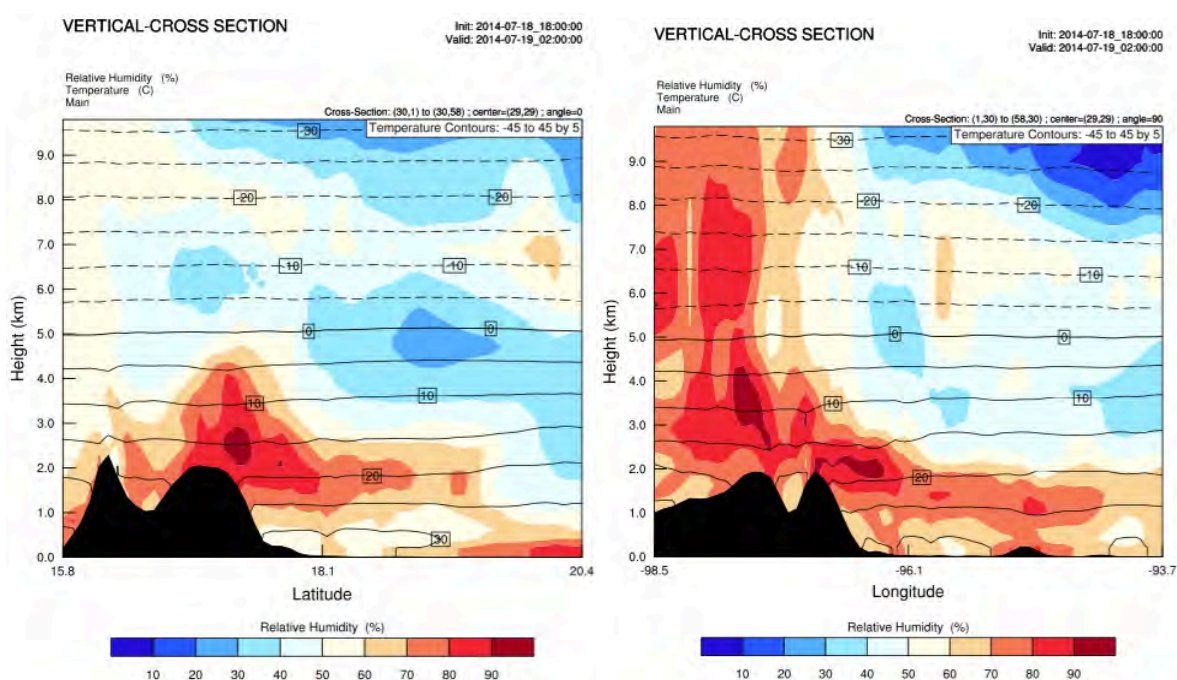 VERTICAL-CROSS SECTION
Init: 2014-07-18_18:00:00
Valid: 2014-07-19_02:00:00
Relative Humidity (%)
Temperature (C)
Main
Cross-Section: (30,1) to (30,58) ; center=(29,29) ; angle=0
Temperature Contours: -45 to 45 by 5
-30
9.0
-20
-20
8.0
7.0
-10
-10
6.0
0
0
5.0
10
4.0
10
3.0
20
2.0
1.0
30
0.0
Height (km)
15.8
18.1
20.4
Latitude
Relative Humidity (%)
10 20 30 40 50 60 70 80 90
VERTICAL-CROSS SECTION
Init: 2014-07-18_18:00:00
Valid: 2014-07-19_02:00:00
Relative Humidity (%)
Temperature (C)
Main
Cross-Section: (1,30) to (58,30) ; center=(29,29) ; angle=90
Temperature Contours: -45 to 45 by 5
-30
9.0
-20
-20
8.0
7.0
-10
-10
6.0
0
0
5.0
4.0
10
10
3.0
20
2.0
1.0
0.0
Height (km)
-98.5
-96.1
-93.7
Longitude
Relative Humidity (%)
10 20 30 40 50 60 70 80 90